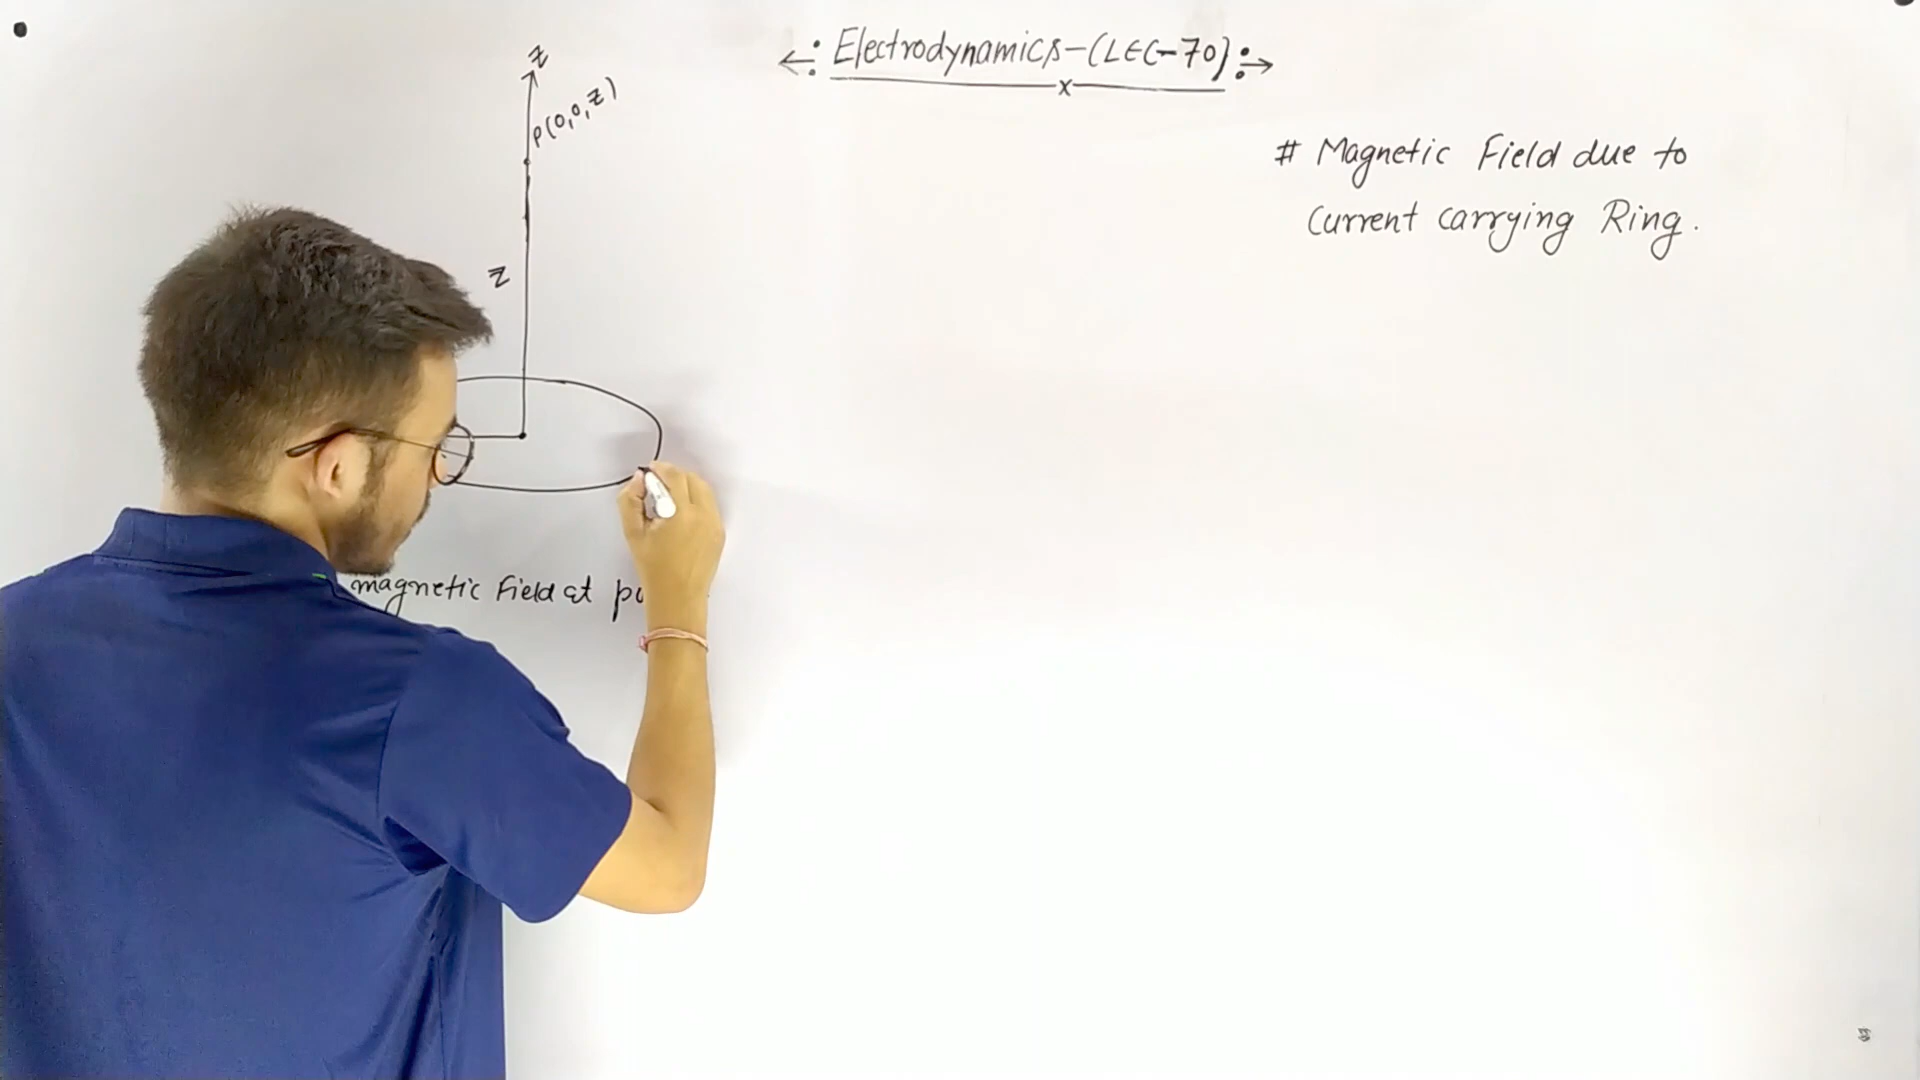 Electrodynamics-(LEC-70)
x
# Magnetic Field due to
Current carrying Ring.
z
P(0,0,z)
z
magnetic Field at